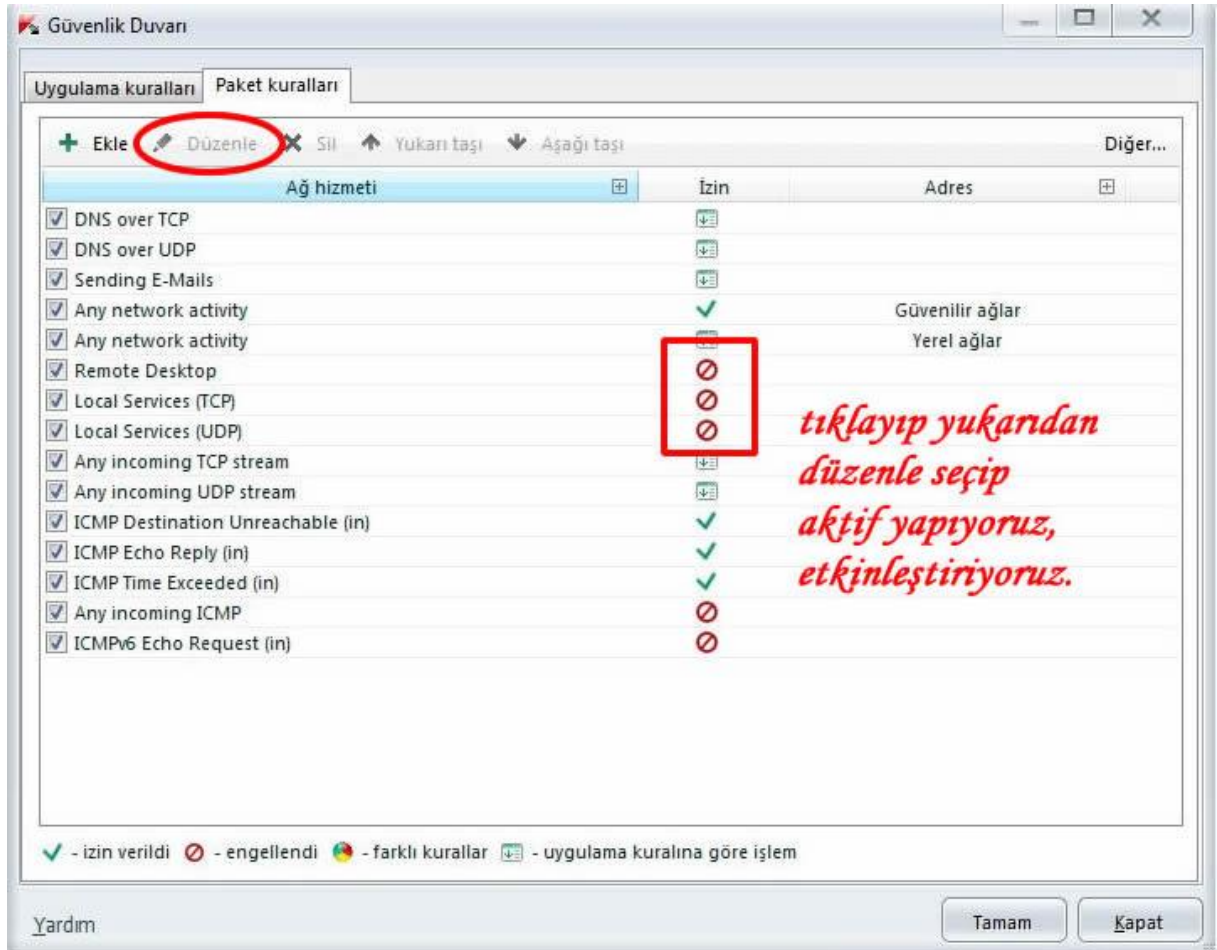 Güvenlik Duvarı
Uygulama kuralları Paket kuralları
Ekle Düzenle Sil Yukarı taşı Aşağı taşı Diğer...
Ağ hizmeti İzin Adres
DNS over TCP
DNS over UDP
Sending E-Mails
Any network activity Güvenilir ağlar
Any network activity Yerel ağlar
Remote Desktop
Local Services (TCP)
Local Services (UDP)
Any incoming TCP stream
Any incoming UDP stream
ICMP Destination Unreachable (in)
ICMP Echo Reply (in)
ICMP Time Exceeded (in)
Any incoming ICMP
ICMPv6 Echo Request (in)
tıklayıp yukarıdan
düzenle seçip
aktif yapıyoruz,
etkinleştiriyoruz.
- izin verildi - engellendi - farklı kurallar - uygulama kuralına göre işlem
Yardım Tamam Kapat